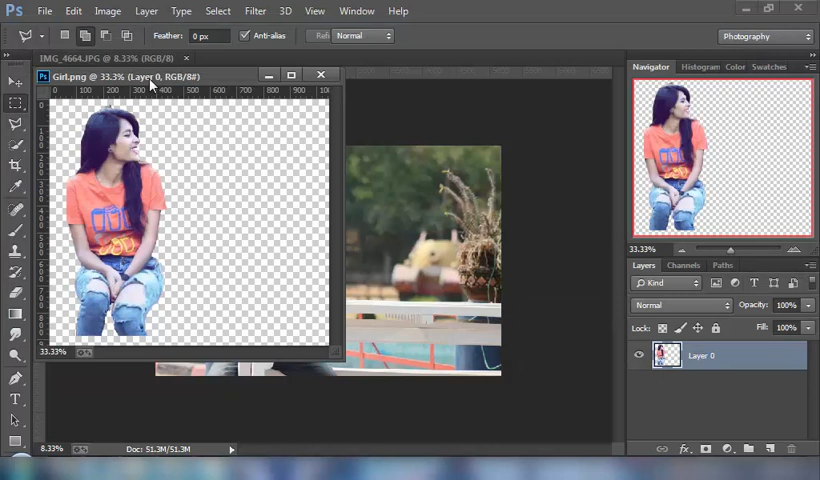 Ps File Edit Image Layer Type Select Filter 3D View Window Help
Feather: 0 px Anti-alias Normal Photography
IMG_4664.JPG @ 8.33% (RGB/8) ×
Ps Girl.png @ 33.3% (Layer 0, RGB/8#)
0 100 200 300 400 500 600 700 800 900
Navigator Histogram Color Swatches
33.33%
Layers Channels Paths
Kind
Normal Opacity: 100%
Lock: Fill: 100%
Layer 0
33.33%
8.33% Doc: 51.3M/51.3M
fx